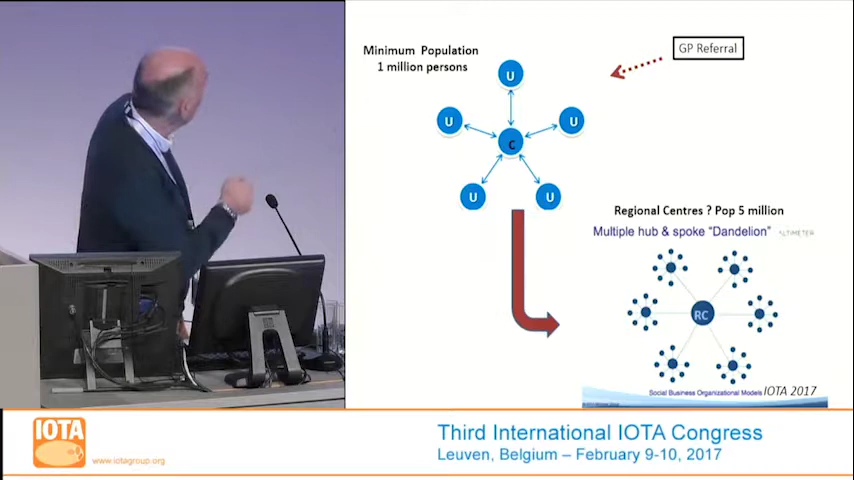 Minimum Population
1 million persons
GP Referral
U
U
U
C
U
U
Regional Centres ? Pop 5 million
Multiple hub & spoke "Dandelion"
ALTIMETER
RC
Social Business Organizational Models
IOTA 2017
IOTA
www.iotagroup.org
Third International IOTA Congress
Leuven, Belgium – February 9-10, 2017